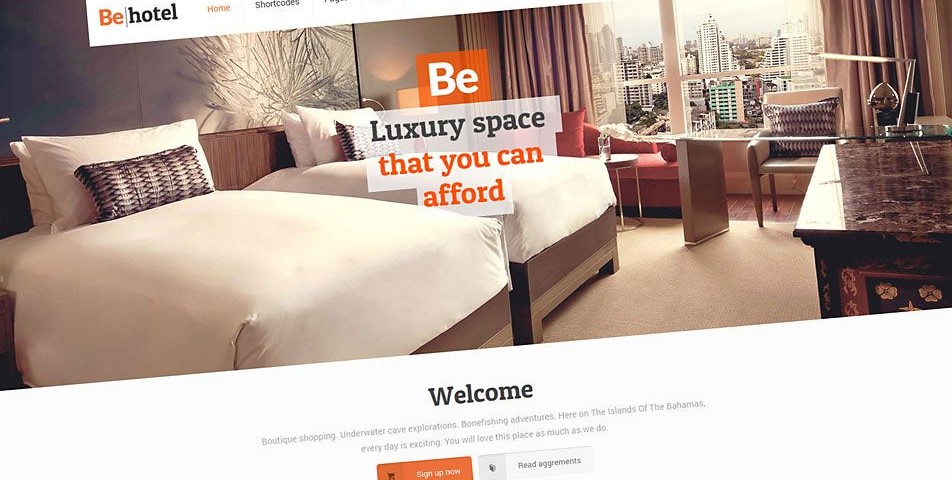 Be|hotel
Home Shortcodes
Be
Luxury space
that you can
afford
Welcome
Boutique shopping. Underwater cave explorations. Bonefishing adventures. Here on The Islands Of The Bahamas,
every day is exciting. You will love this place as much as we do.
Sign up now Read aggrements